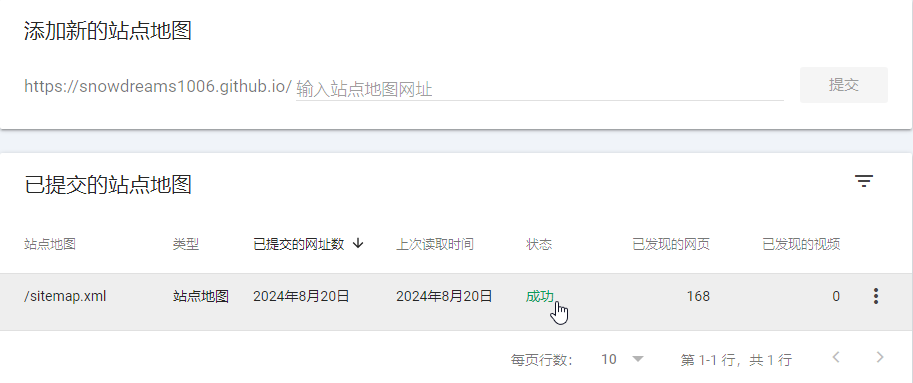 添加新的站点地图
https://snowdreams1006.github.io/ 输入站点地图网址 提交
已提交的站点地图
站点地图 类型 已提交的网址数 上次读取时间 状态 已发现的网页 已发现的视频
/sitemap.xml 站点地图 2024年8月20日 2024年8月20日 成功 168 0
每页行数： 10 第 1-1 行，共 1 行